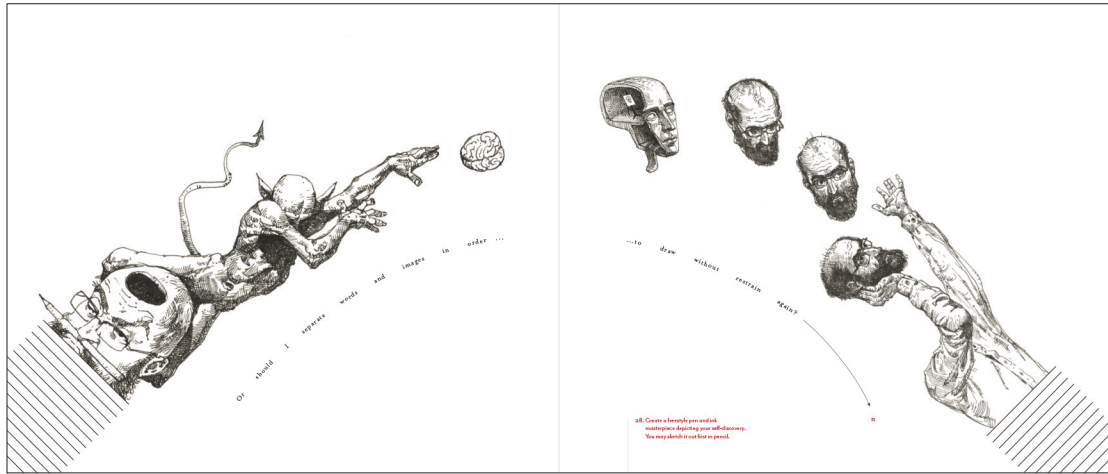 Or should I separate words and images in order ...
...to draw without restrain again?
28. Create a freestyle pen and ink
masterpiece depicting your self-discovery.
You may sketch it out first in pencil.